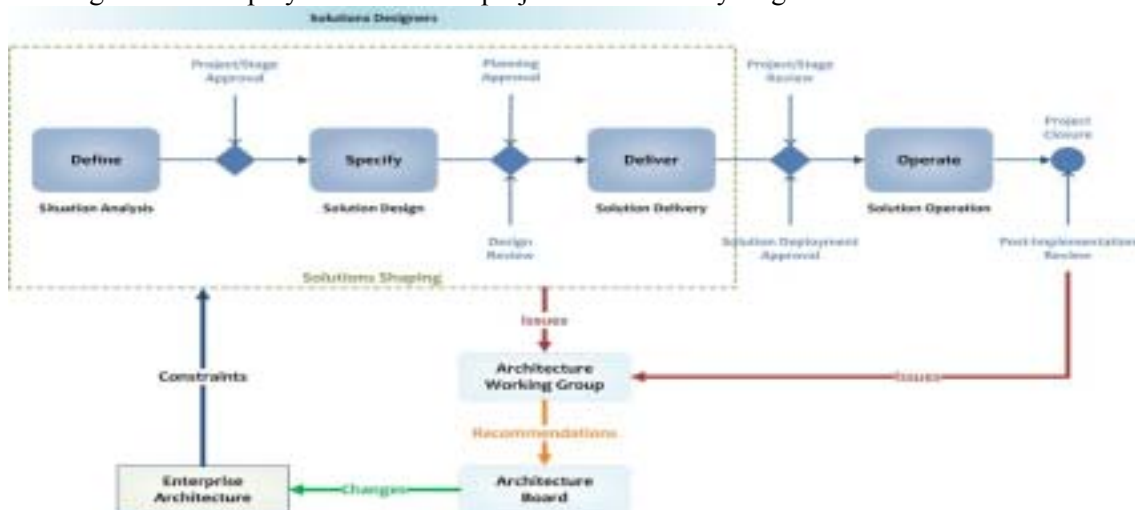 Solutions Designers
Project/Stage
Approval
Planning
Approval
Project/Stage
Review
Project
Closure
Define
Specify
Deliver
Operate
Situation Analysis
Solution Design
Solution Delivery
Solution Operation
Design
Review
Solution Deployment
Approval
Post-Implementation
Review
Solutions Shaping
Issues
Constraints
Architecture
Working Group
Issues
Recommendations
Enterprise
Architecture
Changes
Architecture
Board